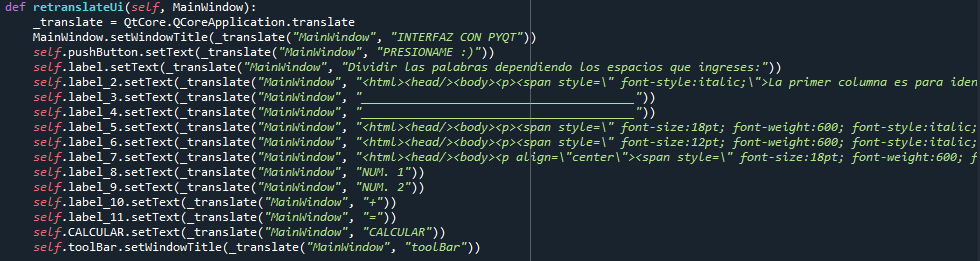 def retranslateUi(self, MainWindow):
    _translate = QtCore.QCoreApplication.translate
    MainWindow.setWindowTitle(_translate("MainWindow", "INTERFAZ CON PYQT"))
    self.pushButton.setText(_translate("MainWindow", "PRESIONAME :)"))
    self.label.setText(_translate("MainWindow", "Dividir las palabras dependiendo los espacios que ingreses:"))
    self.label_2.setText(_translate("MainWindow", "<html><head/><body><p><span style=\" font-style:italic;\">La primer columna es para iden
    self.label_3.setText(_translate("MainWindow", "_______________________________________"))
    self.label_4.setText(_translate("MainWindow", "_______________________________________"))
    self.label_5.setText(_translate("MainWindow", "<html><head/><body><p><span style=\" font-size:18pt; font-weight:600; font-style:italic;
    self.label_6.setText(_translate("MainWindow", "<html><head/><body><p><span style=\" font-size:12pt; font-weight:600; font-style:italic;
    self.label_7.setText(_translate("MainWindow", "<html><head/><body><p align=\"center\"><span style=\" font-size:18pt; font-weight:600; f
    self.label_8.setText(_translate("MainWindow", "NUM. 1"))
    self.label_9.setText(_translate("MainWindow", "NUM. 2"))
    self.label_10.setText(_translate("MainWindow", "+"))
    self.label_11.setText(_translate("MainWindow", "="))
    self.CALCULAR.setText(_translate("MainWindow", "CALCULAR"))
    self.toolBar.setWindowTitle(_translate("MainWindow", "toolBar"))